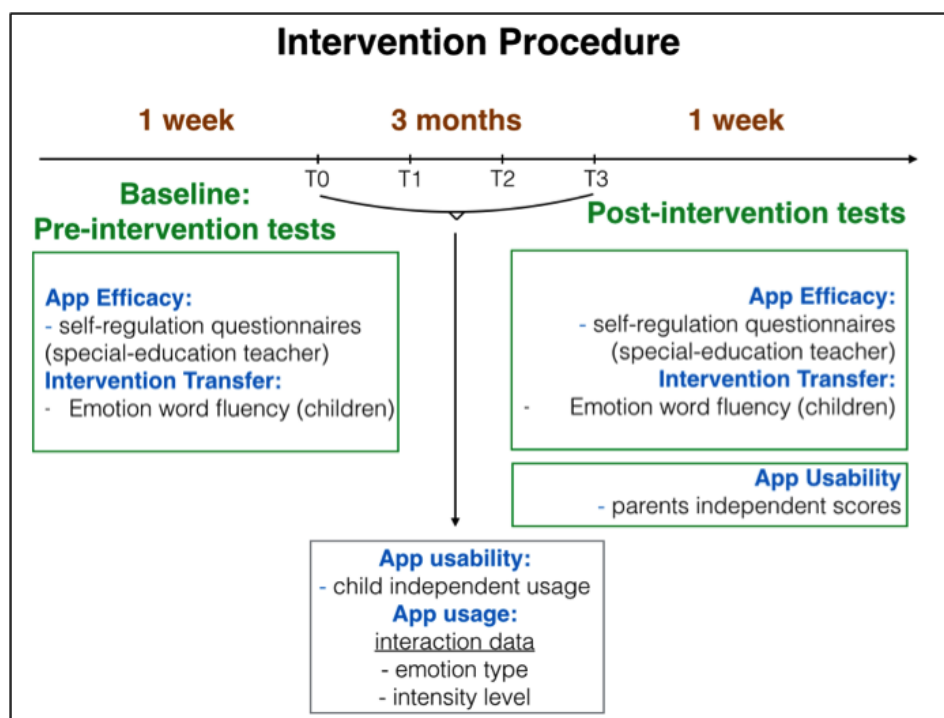 Intervention Procedure
1 week
3 months
1 week
T0
T1
T2
T3
Baseline:
Pre-intervention tests
Post-intervention tests
App Efficacy:
- self-regulation questionnaires
(special-education teacher)
Intervention Transfer:
- Emotion word fluency (children)
App Efficacy:
- self-regulation questionnaires
(special-education teacher)
Intervention Transfer:
- Emotion word fluency (children)
App Usability
- parents independent scores
App usability:
- child independent usage
App usage:
interaction data
- emotion type
- intensity level